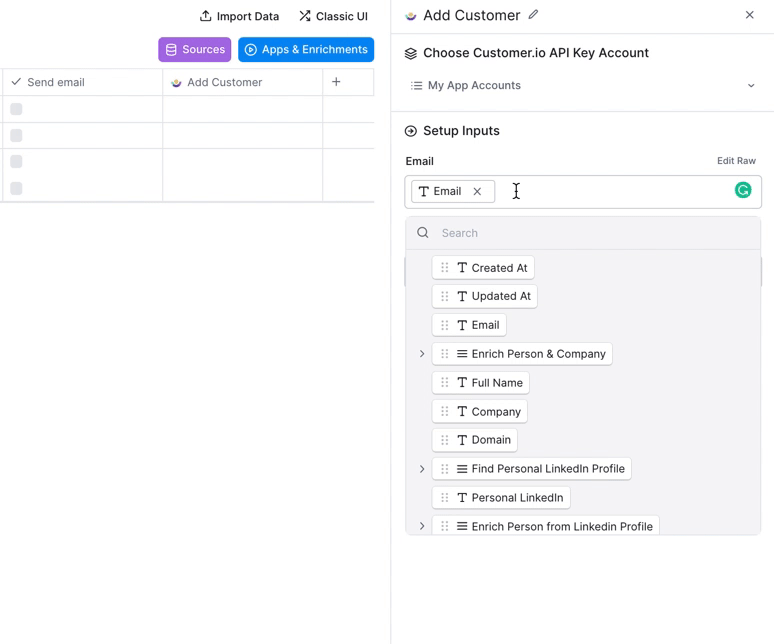 Import Data
Classic UI
Sources
Apps & Enrichments
Send email
Add Customer
Add Customer
Choose Customer.io API Key Account
My App Accounts
Setup Inputs
Email
Edit Raw
Email
Search
Created At
Updated At
Email
Enrich Person & Company
Full Name
Company
Domain
Find Personal LinkedIn Profile
Personal LinkedIn
Enrich Person from Linkedin Profile